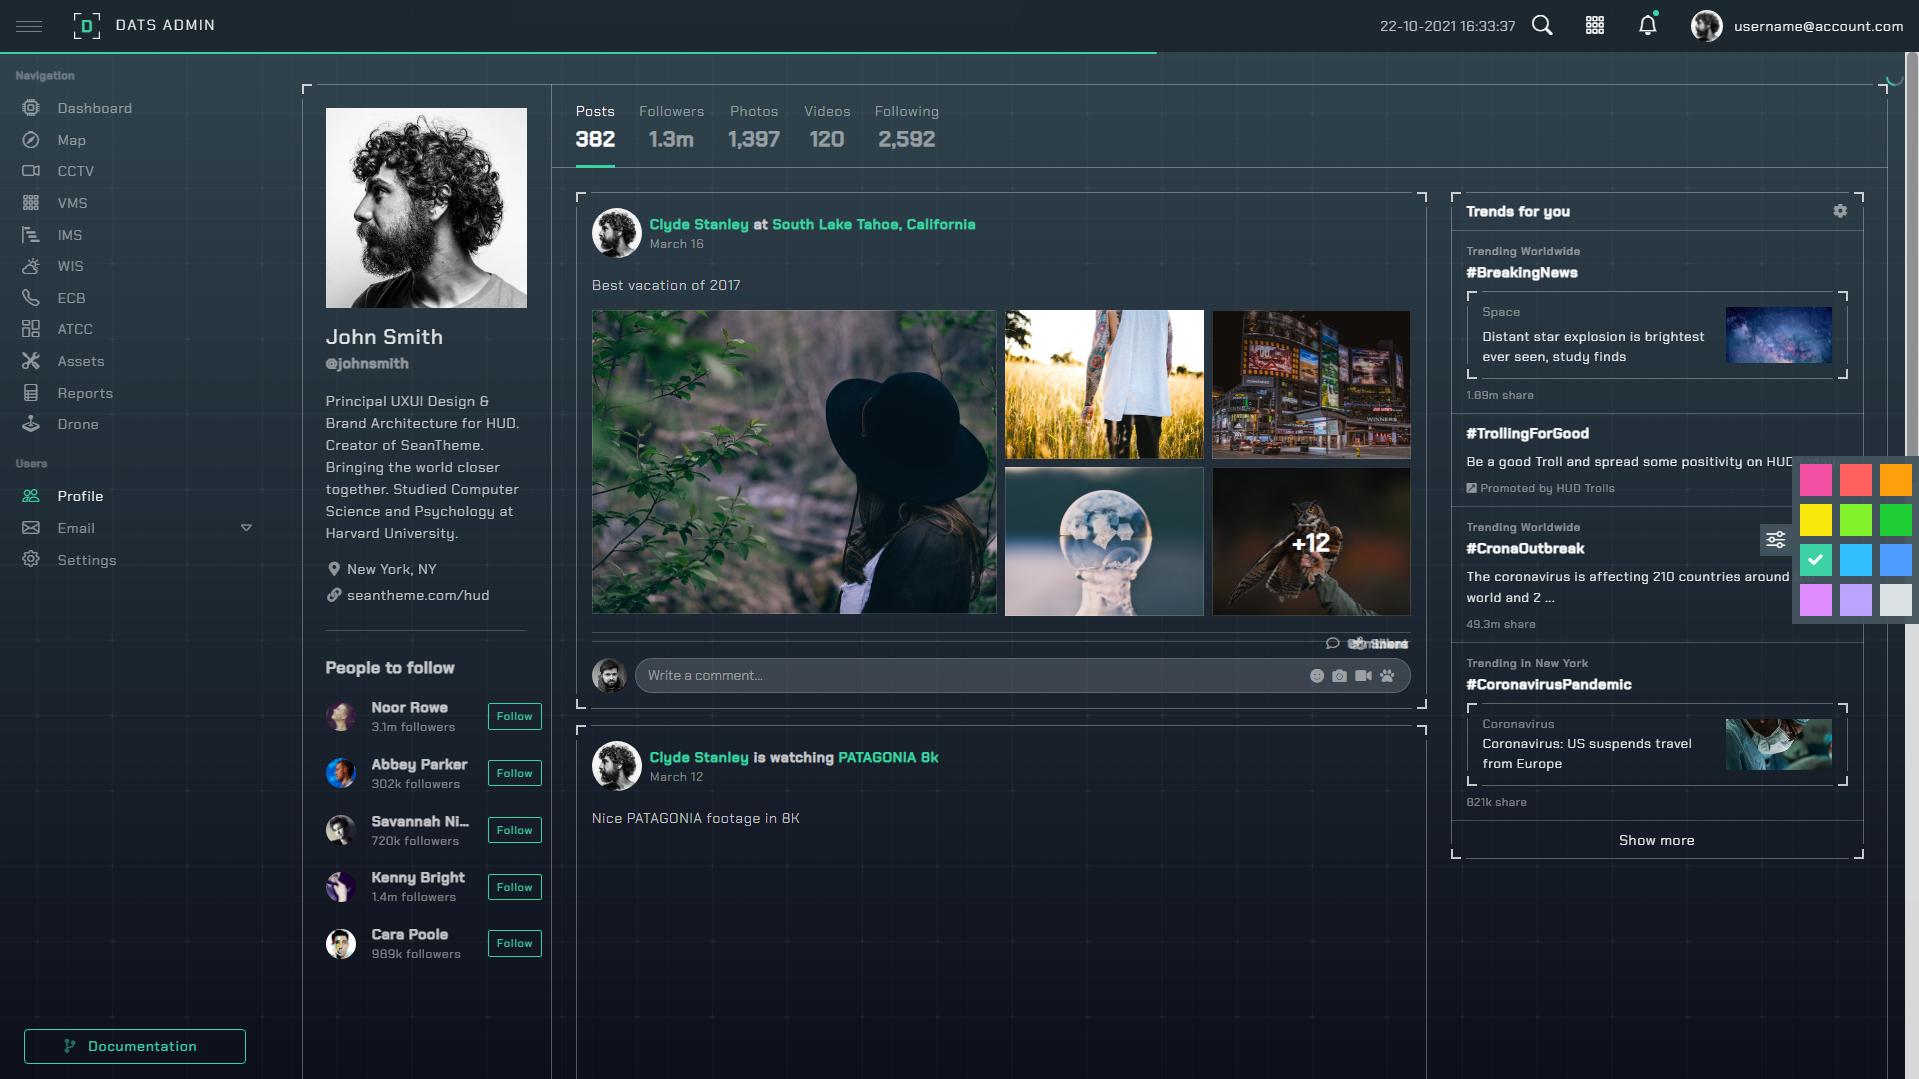 DATS ADMIN
22-10-2021 16:33:37
username@account.com
Navigation
Dashboard
Map
CCTV
VMS
IMS
WIS
ECB
ATCC
Assets
Reports
Drone
Users
Profile
Email
Settings
Documentation
John Smith
@johnsmith
Principal UXUI Design &
Brand Architecture for HUD.
Creator of SeanTheme.
Bringing the world closer
together. Studied Computer
Science and Psychology at
Harvard University.
New York, NY
seantheme.com/hud
People to follow
Noor Rowe
3.1m followers
Follow
Abbey Parker
302k followers
Follow
Savannah Ni...
720k followers
Follow
Kenny Bright
1.4m followers
Follow
Cara Poole
989k followers
Follow
Posts Followers Photos Videos Following
382 1.3m 1,397 120 2,592
Clyde Stanley at South Lake Tahoe, California
March 16
Best vacation of 2017
WINNERS
+12
Write a comment...
Clyde Stanley is watching PATAGONIA 8k
March 12
Nice PATAGONIA footage in 8K
Trends for you
Trending Worldwide
#BreakingNews
Space
Distant star explosion is brightest
ever seen, study finds
1.89m share
#TrollingForGood
Be a good Troll and spread some positivity on HUD
Promoted by HUD Trolls
Trending Worldwide
#CronaOutbreak
The coronavirus is affecting 210 countries around
world and 2 ...
49.3m share
Trending in New York
#CoronavirusPandemic
Coronavirus
Coronavirus: US suspends travel
from Europe
821k share
Show more